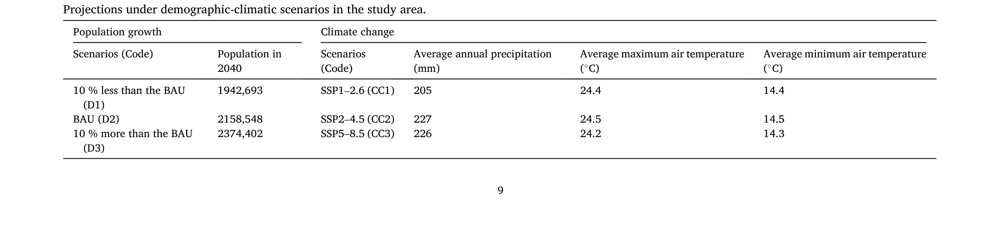 Projections under demographic-climatic scenarios in the study area.
Population growth Climate change
Scenarios (Code) Population in 2040 Scenarios (Code) Average annual precipitation (mm) Average maximum air temperature (°C) Average minimum air temperature (°C)
10 % less than the BAU (D1) 1942,693 SSP1–2.6 (CC1) 205 24.4 14.4
BAU (D2) 2158,548 SSP2–4.5 (CC2) 227 24.5 14.5
10 % more than the BAU (D3) 2374,402 SSP5–8.5 (CC3) 226 24.2 14.3
9